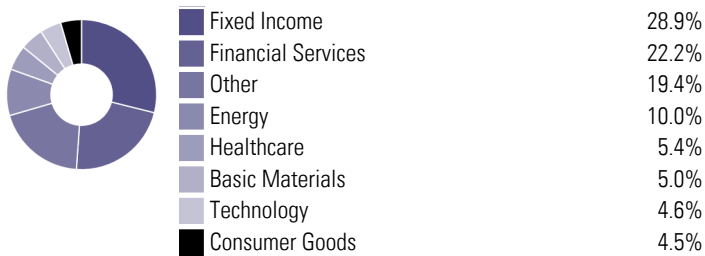 Fixed Income 28.9%
Financial Services 22.2%
Other 19.4%
Energy 10.0%
Healthcare 5.4%
Basic Materials 5.0%
Technology 4.6%
Consumer Goods 4.5%